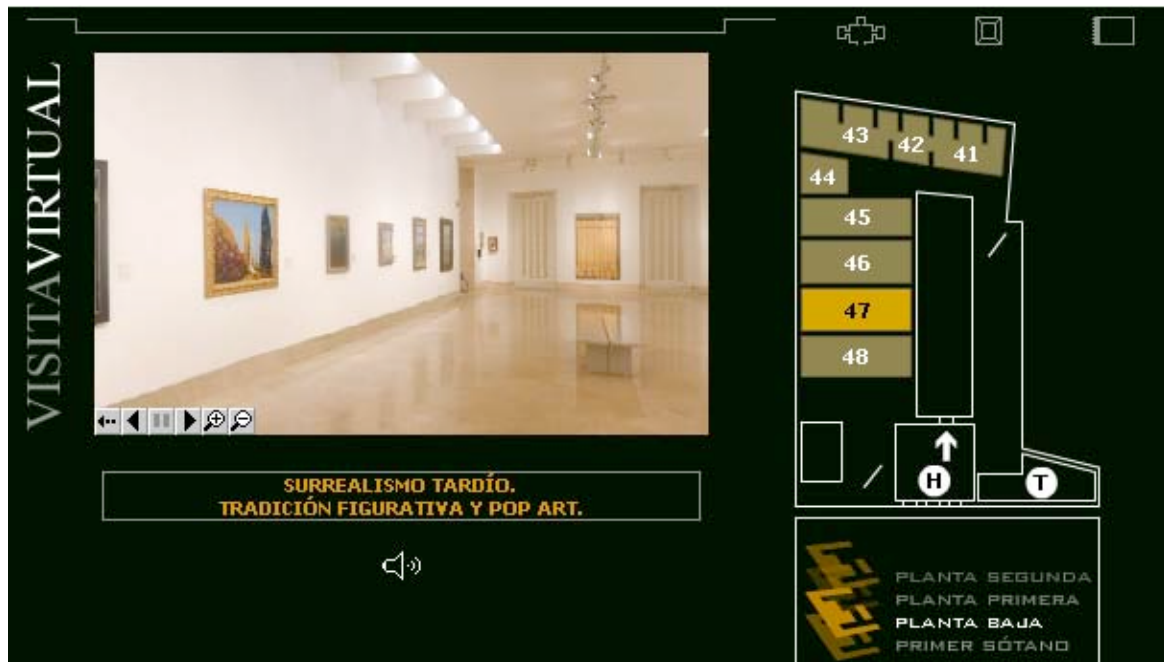 VISITAVIRTUAL
43
42
41
44
45
46
47
48
H
T
SURREALISMO TARDÍO.
TRADICIÓN FIGURATIVA Y POP ART.
PLANTA SEGUNDA
PLANTA PRIMERA
PLANTA BAJA
PRIMER SÓTANO